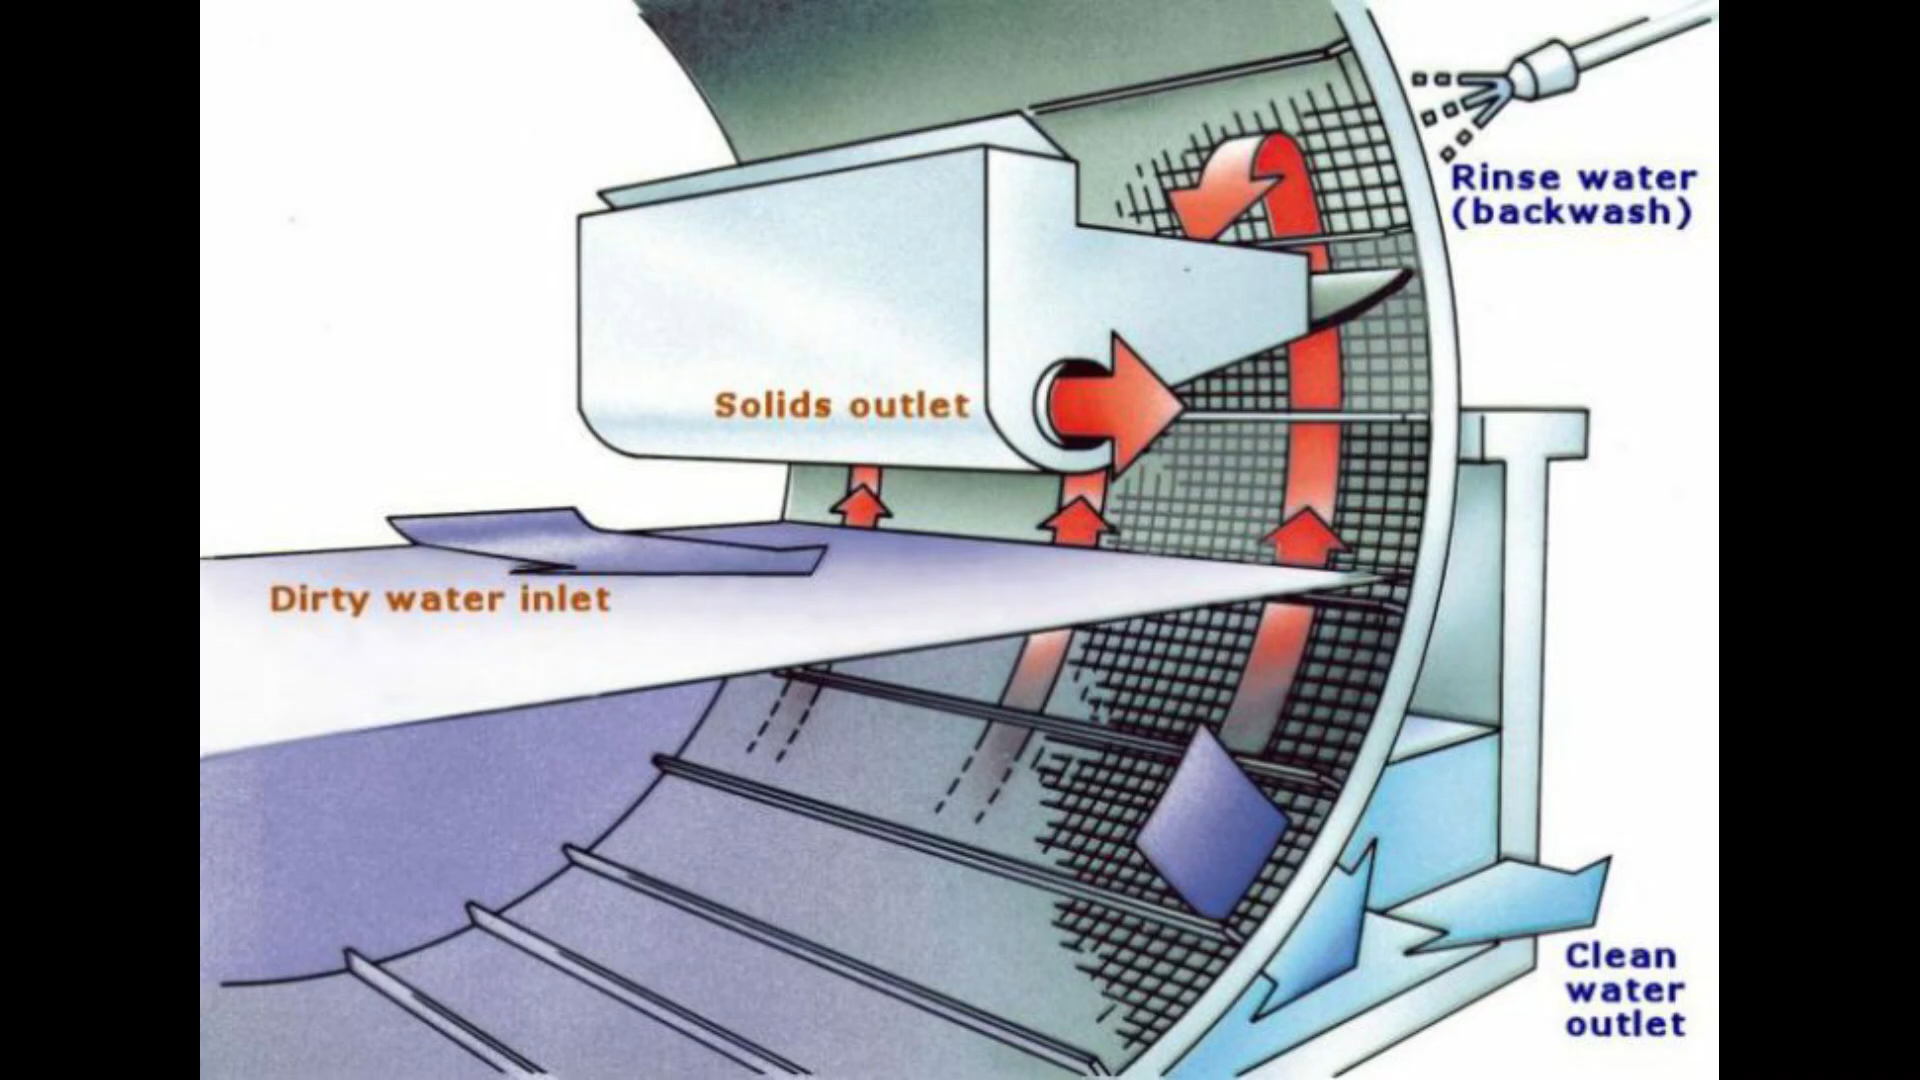 Rinse water
(backwash)
Solids outlet
Dirty water inlet
Clean
water
outlet